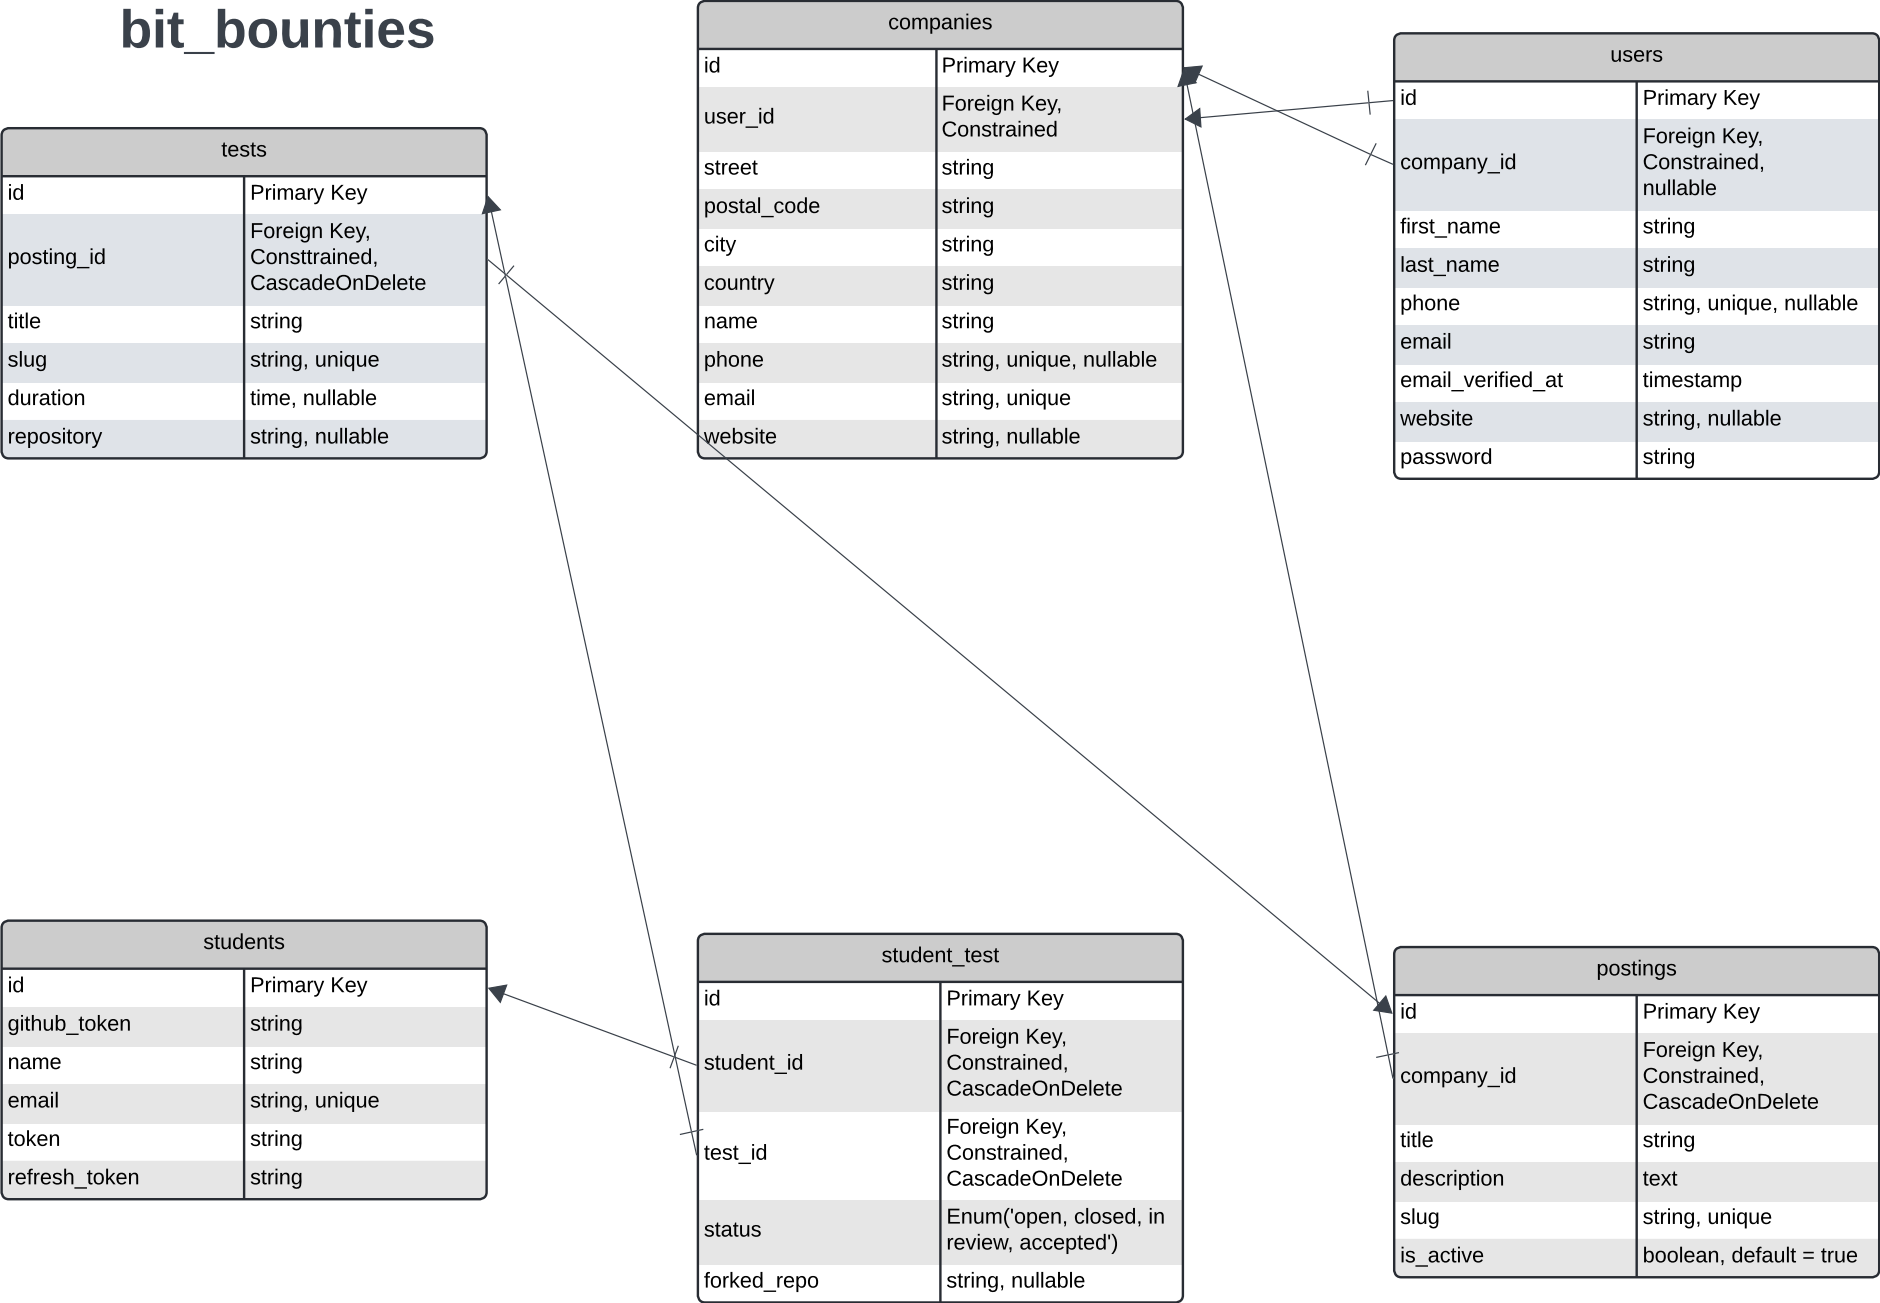 bit_bounties
companies
id Primary Key
user_id Foreign Key,
Constrained
street string
postal_code string
city string
country string
name string
phone string, unique, nullable
email string, unique
website string, nullable
users
id Primary Key
company_id Foreign Key,
Constrained,
nullable
first_name string
last_name string
phone string, unique, nullable
email string
email_verified_at timestamp
website string, nullable
password string
tests
id Primary Key
posting_id Foreign Key,
Consttrained,
CascadeOnDelete
title string
slug string, unique
duration time, nullable
repository string, nullable
students
id Primary Key
github_token string
name string
email string, unique
token string
refresh_token string
student_test
id Primary Key
student_id Foreign Key,
Constrained,
CascadeOnDelete
test_id Foreign Key,
Constrained,
CascadeOnDelete
status Enum('open, closed, in
review, accepted')
forked_repo string, nullable
postings
id Primary Key
company_id Foreign Key,
Constrained,
CascadeOnDelete
title string
description text
slug string, unique
is_active boolean, default = true